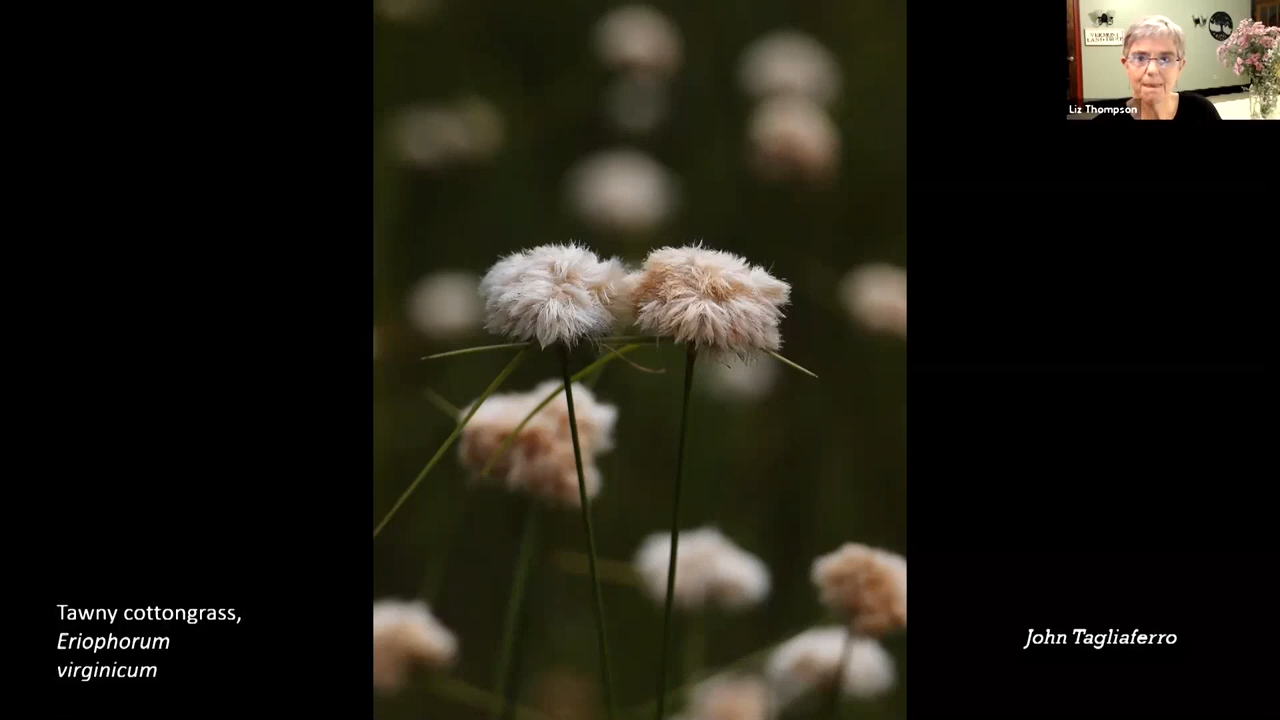 Liz Thompson
Tawny cottongrass,
Eriophorum
virginicum
John Tagliaferro